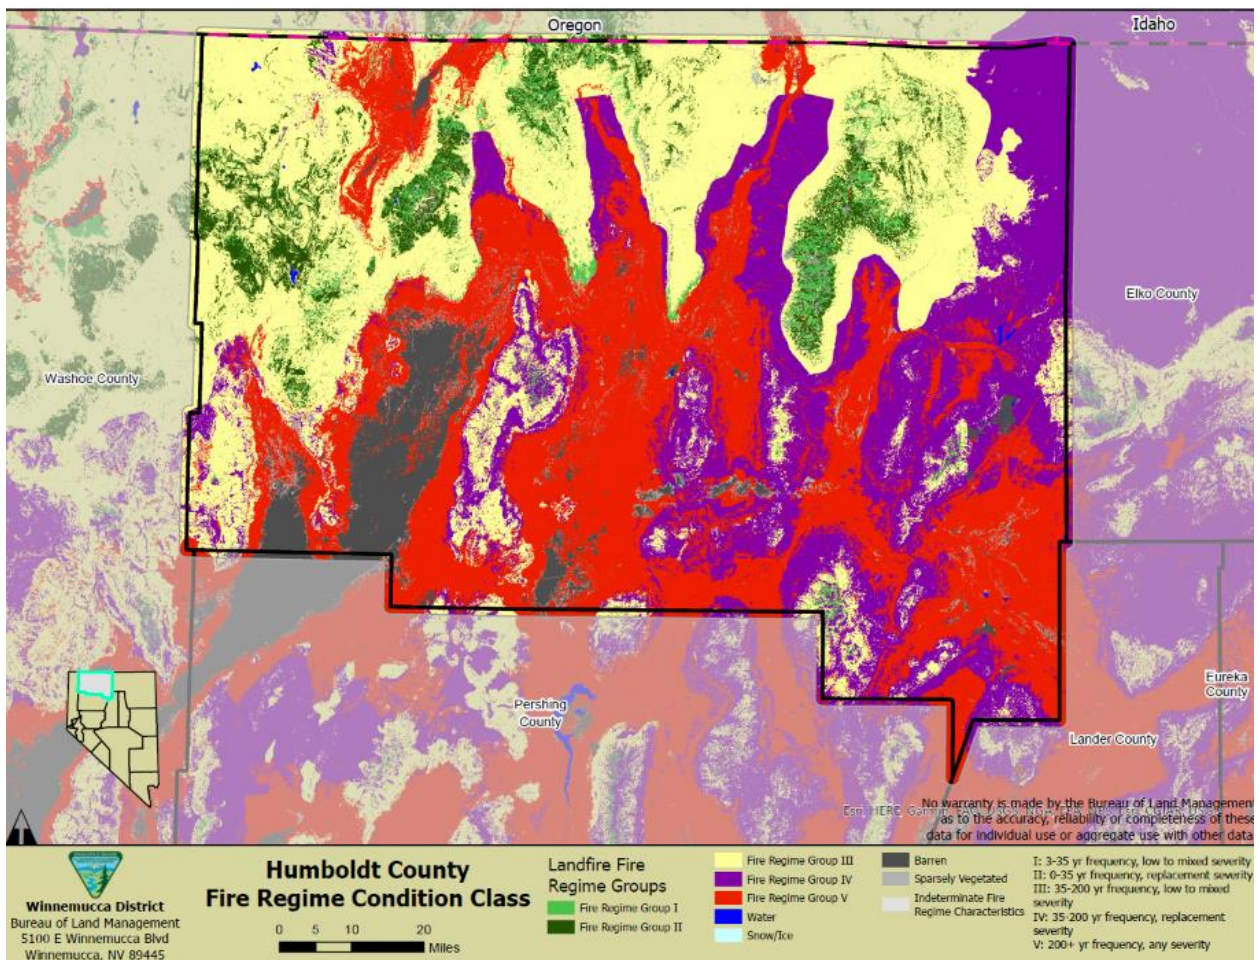 Oregon
Idaho
Washoe County
Elko County
Pershing
County
Eureka
County
Lander County
No warranty is made by the Bureau of Land Management
as to the accuracy, reliability or completeness of these
data for individual use or aggregate use with other data
Winnemucca District
Bureau of Land Management
5100 E Winnemucca Blvd
Winnemucca, NV 89445
Humboldt County
Fire Regime Condition Class
0 5 10 20
Miles
Landfire Fire
Regime Groups
Fire Regime Group I
Fire Regime Group II
Fire Regime Group III
Fire Regime Group IV
Fire Regime Group V
Water
Snow/Ice
Barren
Sparsely Vegetated
Indeterminate Fire
Regime Characteristics
I: 3-35 yr frequency, low to mixed severity
II: 0-35 yr frequency, replacement severity
III: 35-200 yr frequency, low to mixed
severity
IV: 35-200 yr frequency, replacement
severity
V: 200+ yr frequency, any severity